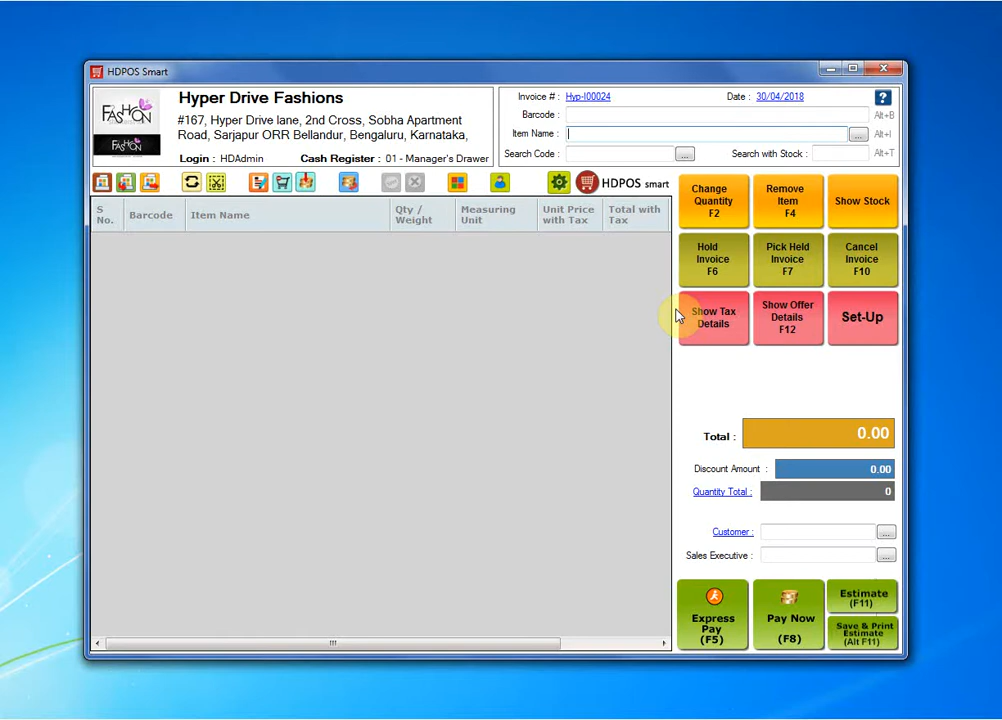 HDPOS Smart
FASHION
FASHION
Hyper Drive Fashions
#167, Hyper Drive lane, 2nd Cross, Sobha Apartment
Road, Sarjapur ORR Bellandur, Bengaluru, Karnataka,
Login : HDAdmin Cash Register : 01 - Manager's Drawer
Invoice # : Hyp-I00024 Date : 30/04/2018 ?
Barcode : Alt+B
Item Name : ... Alt+I
Search Code : ... Search with Stock : Alt+T
HDPOS smart
S No. Barcode Item Name Qty / Weight Measuring Unit Unit Price with Tax Total with Tax
Change Quantity F2
Remove Item F4
Show Stock
Hold Invoice F6
Pick Held Invoice F7
Cancel Invoice F10
Show Tax Details
Show Offer Details F12
Set-Up
Total : 0.00
Discount Amount : 0.00
Quantity Total : 0
Customer : ...
Sales Executive : ...
Express Pay (F5)
Pay Now (F8)
Estimate (F11)
Save & Print Estimate (Alt F11)